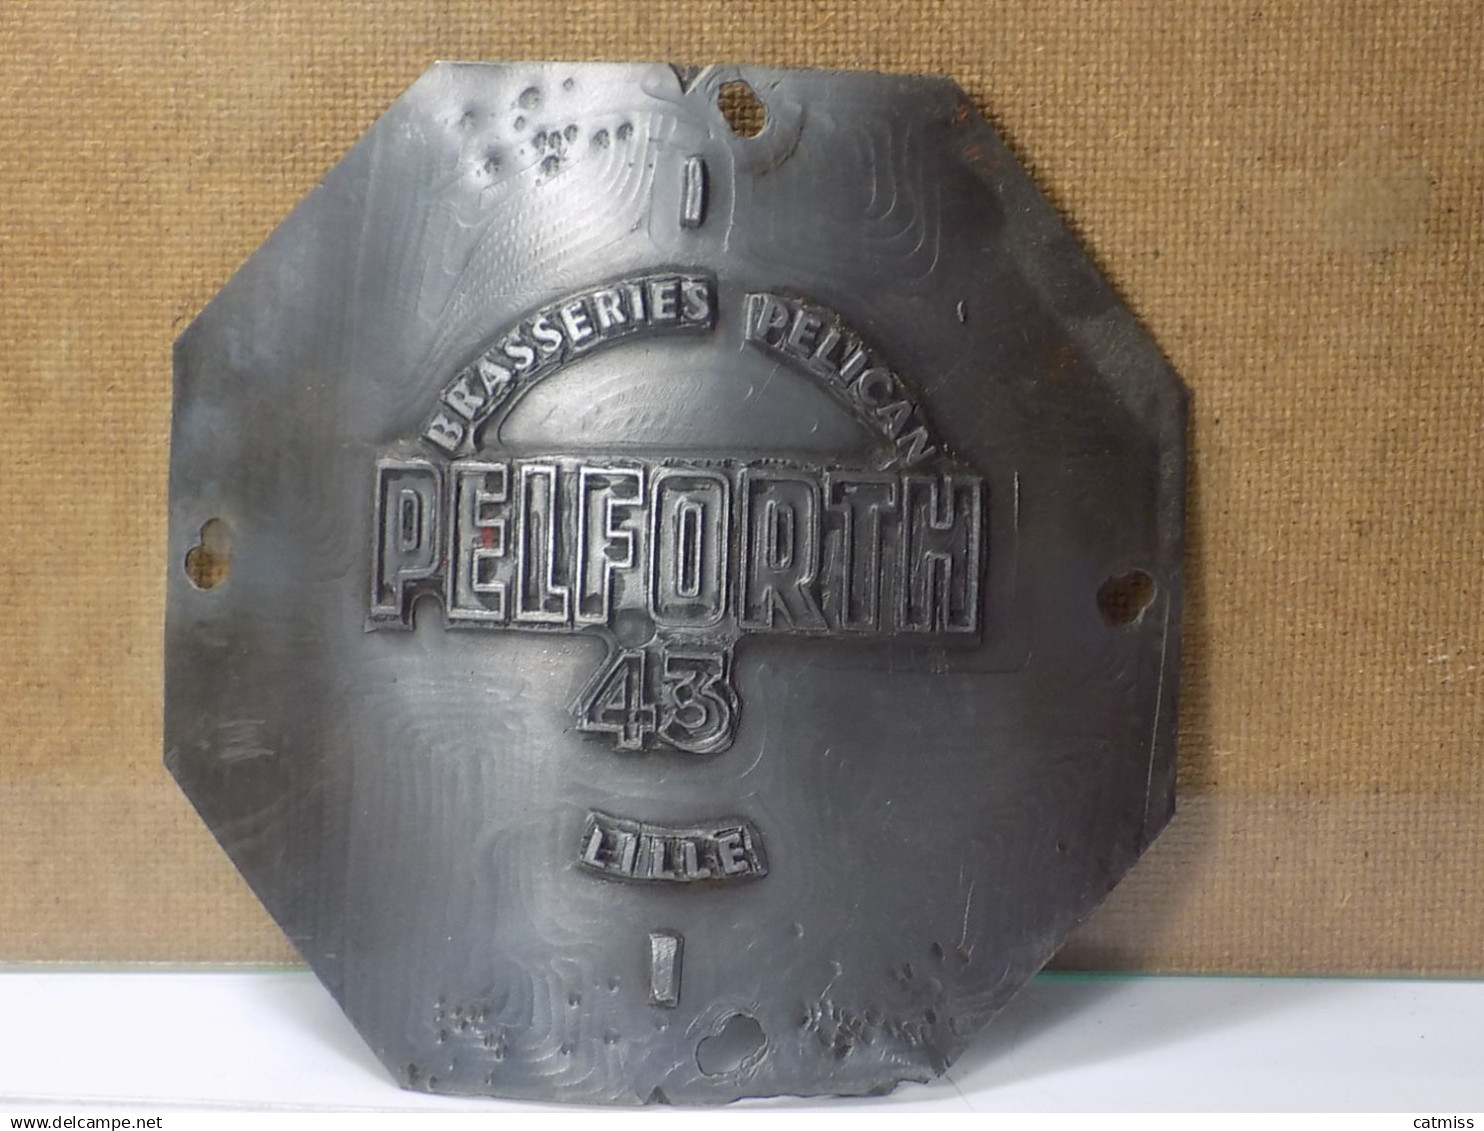 BRASSERIES PELICAN
PELFORTH
43
LILLE
www.delcampe.net
catmiss